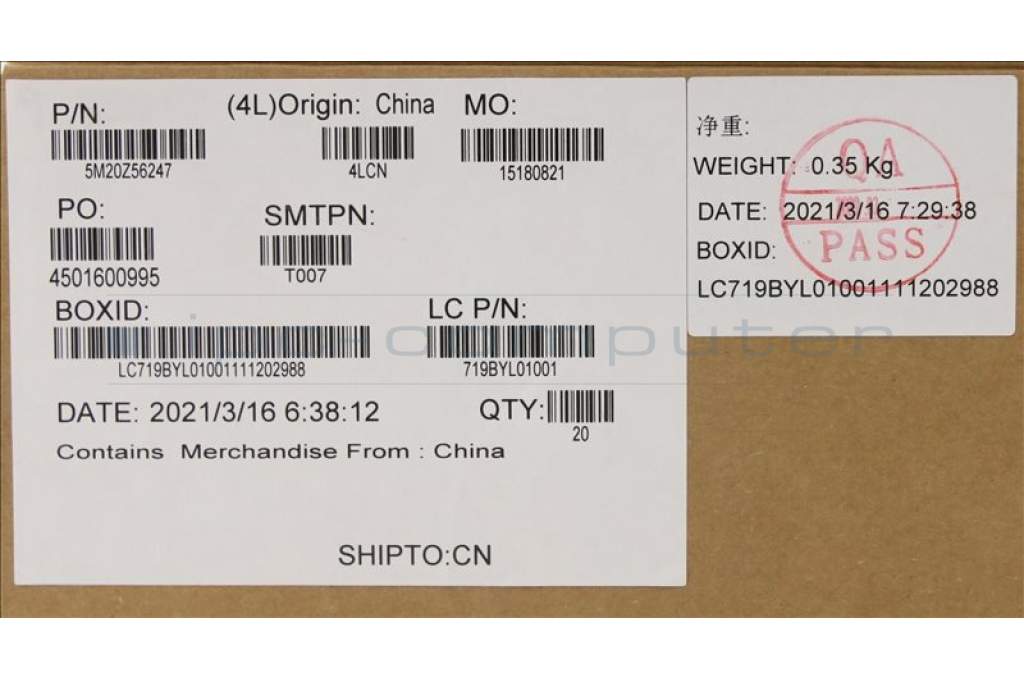 P/N:
(4L)Origin: China
MO:
5M20Z56247
4LCN
15180821
PO:
SMTPN:
4501600995
T007
BOXID:
LC P/N:
LC719BYL01001111202988
719BYL01001
DATE: 2021/3/16 6:38:12
QTY:
20
Contains Merchandise From : China
SHIPTO:CN
净重:
WEIGHT: 0.35 Kg
DATE: 2021/3/16 7:29:38
BOXID:
LC719BYL01001111202988
QA
PASS
ipc-computer